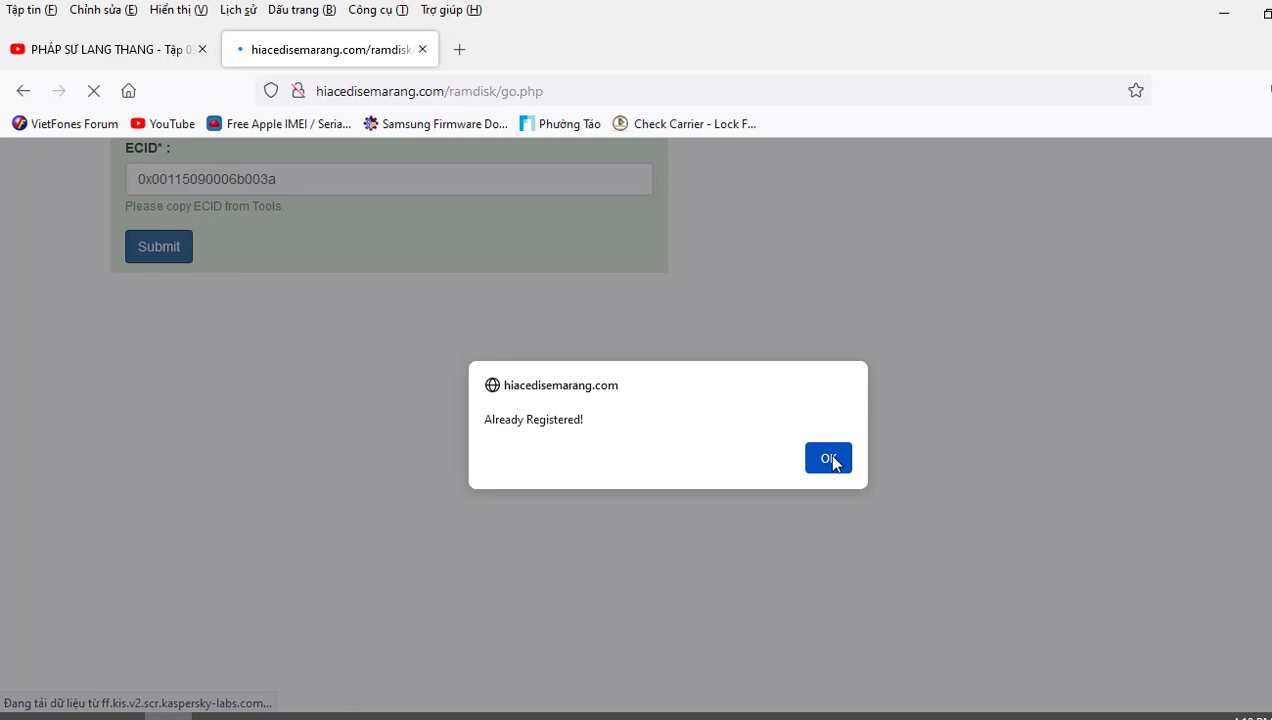 Tập tin (F) Chỉnh sửa (E) Hiển thị (V) Lịch sử Dấu trang (B) Công cụ (T) Trợ giúp (H)
PHÁP SƯ LANG THANG - Tập 0
hiacedisemarang.com/ramdisk/
hiacedisemarang.com/ramdisk/go.php
VietFones Forum YouTube Free Apple IMEI / Seria... Samsung Firmware Do... Phường Táo Check Carrier - Lock F...
ECID* :
0x00115090006b003a
Please copy ECID from Tools.
Submit
hiacedisemarang.com
Already Registered!
OK
Đang tải dữ liệu từ ff.kis.v2.scr.kaspersky-labs.com...